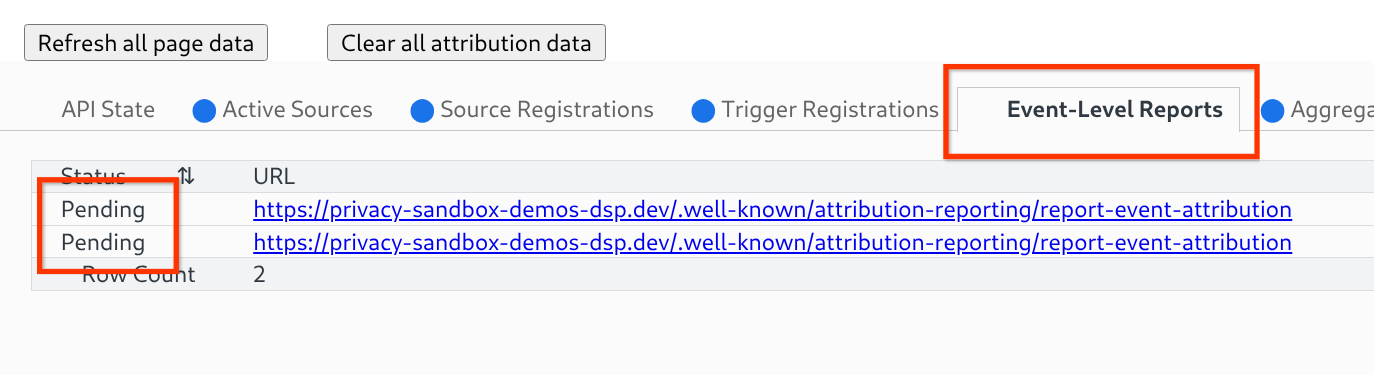 Refresh all page data Clear all attribution data
API State Active Sources Source Registrations Trigger Registrations Event-Level Reports Aggrega
Status ⇅ URL
Pending https://privacy-sandbox-demos-dsp.dev/.well-known/attribution-reporting/report-event-attribution
Pending https://privacy-sandbox-demos-dsp.dev/.well-known/attribution-reporting/report-event-attribution
Row Count 2